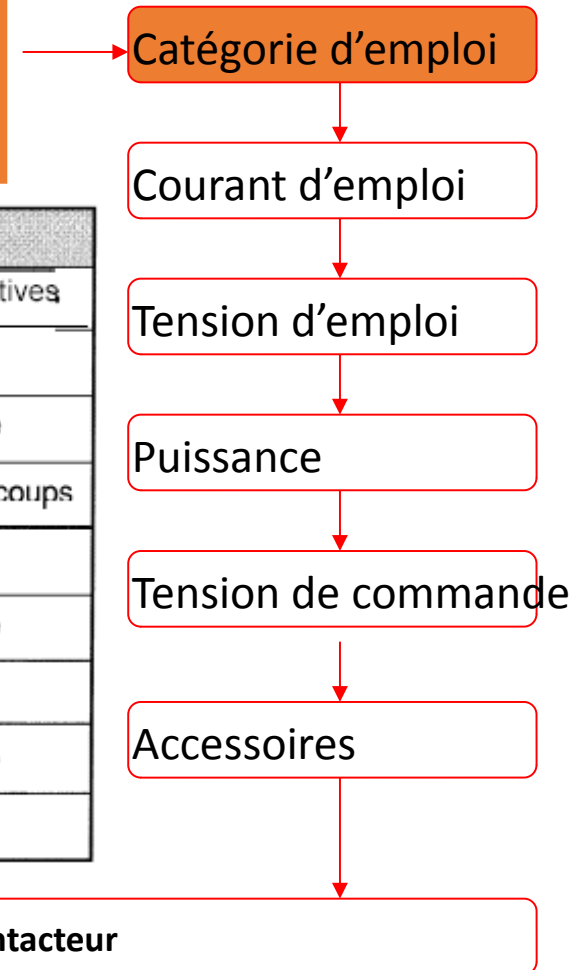 Catégorie d’emploi
Courant d’emploi
Tension d’emploi
Puissance
Tension de commande
Accessoires
tives
coups
ntacteur